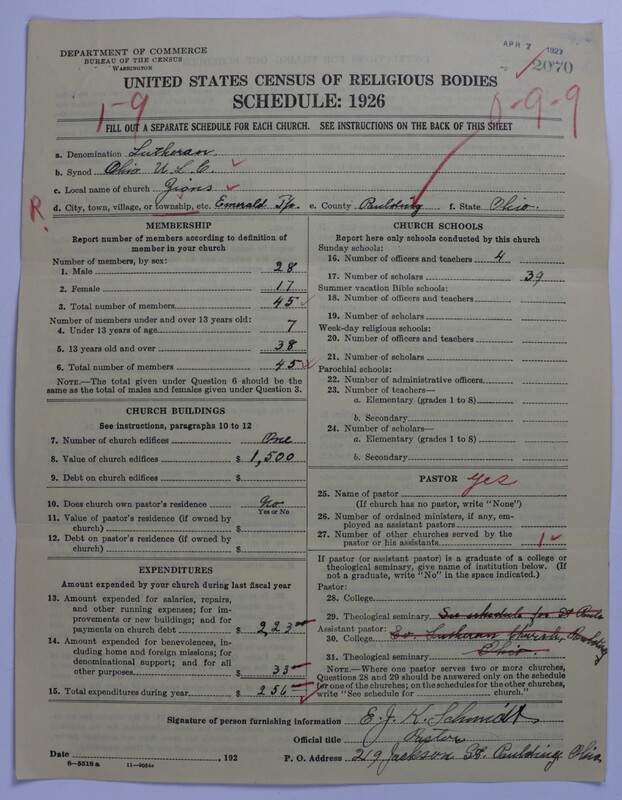 DEPARTMENT OF COMMERCE
BUREAU OF THE CENSUS
WASHINGTON
APR 7 1927
2070
UNITED STATES CENSUS OF RELIGIOUS BODIES
SCHEDULE: 1926
1-9
0-9-9
FILL OUT A SEPARATE SCHEDULE FOR EACH CHURCH. SEE INSTRUCTIONS ON THE BACK OF THIS SHEET
a. Denomination Lutheran
b. Synod Ohio U.L.C.
c. Local name of church Zions
R.
d. City, town, village, or township, etc. Emerald Tp. e. County Paulding f. State Ohio.
MEMBERSHIP
Report number of members according to definition of member in your church
Number of members, by sex:
1. Male 28
2. Female 17
3. Total number of members 45
Number of members under and over 13 years old:
4. Under 13 years of age 7
5. 13 years old and over 38
6. Total number of members 45
NOTE.—The total given under Question 6 should be the same as the total of males and females given under Question 3.
CHURCH BUILDINGS
See instructions, paragraphs 10 to 12
7. Number of church edifices One
8. Value of church edifices $ 1,500
9. Debt on church edifices $
10. Does church own pastor's residence No
Yes or No
11. Value of pastor's residence (if owned by church) $
12. Debt on pastor's residence (if owned by church) $
EXPENDITURES
Amount expended by your church during last fiscal year
13. Amount expended for salaries, repairs, and other running expenses; for improvements or new buildings; and for payments on church debt $ 223
14. Amount expended for benevolences, including home and foreign missions; for denominational support; and for all other purposes $ 33
15. Total expenditures during year $ 256
CHURCH SCHOOLS
Report here only schools conducted by this church
Sunday schools:
16. Number of officers and teachers 4
17. Number of scholars 39
Summer vacation Bible schools:
18. Number of officers and teachers
19. Number of scholars
Week-day religious schools:
20. Number of officers and teachers
21. Number of scholars
Parochial schools:
22. Number of administrative officers
23. Number of teachers—
a. Elementary (grades 1 to 8)
b. Secondary
24. Number of scholars—
a. Elementary (grades 1 to 8)
b. Secondary
PASTOR yes
25. Name of pastor
(If church has no pastor, write "None")
26. Number of ordained ministers, if any, employed as assistant pastors
27. Number of other churches served by the pastor or his assistants 1
If pastor (or assistant pastor) is a graduate of a college or theological seminary, give name of institution below. (If not a graduate, write "No" in the space indicated.)
Pastor:
28. College
29. Theological seminary See schedule for St Pauls
Assistant pastor:
30. College Ev. Lutheran Church, Paulding
31. Theological seminary Ohio.
NOTE.—Where one pastor serves two or more churches, Questions 28 and 29 should be answered only on the schedule for one of the churches; on the schedules for the other churches, write "See schedule for church."
Signature of person furnishing information E. J. K. Schmidt
Official title Pastor
Date , 192 P. O. Address 219 Jackson St. Paulding Ohio.
8—5518 a